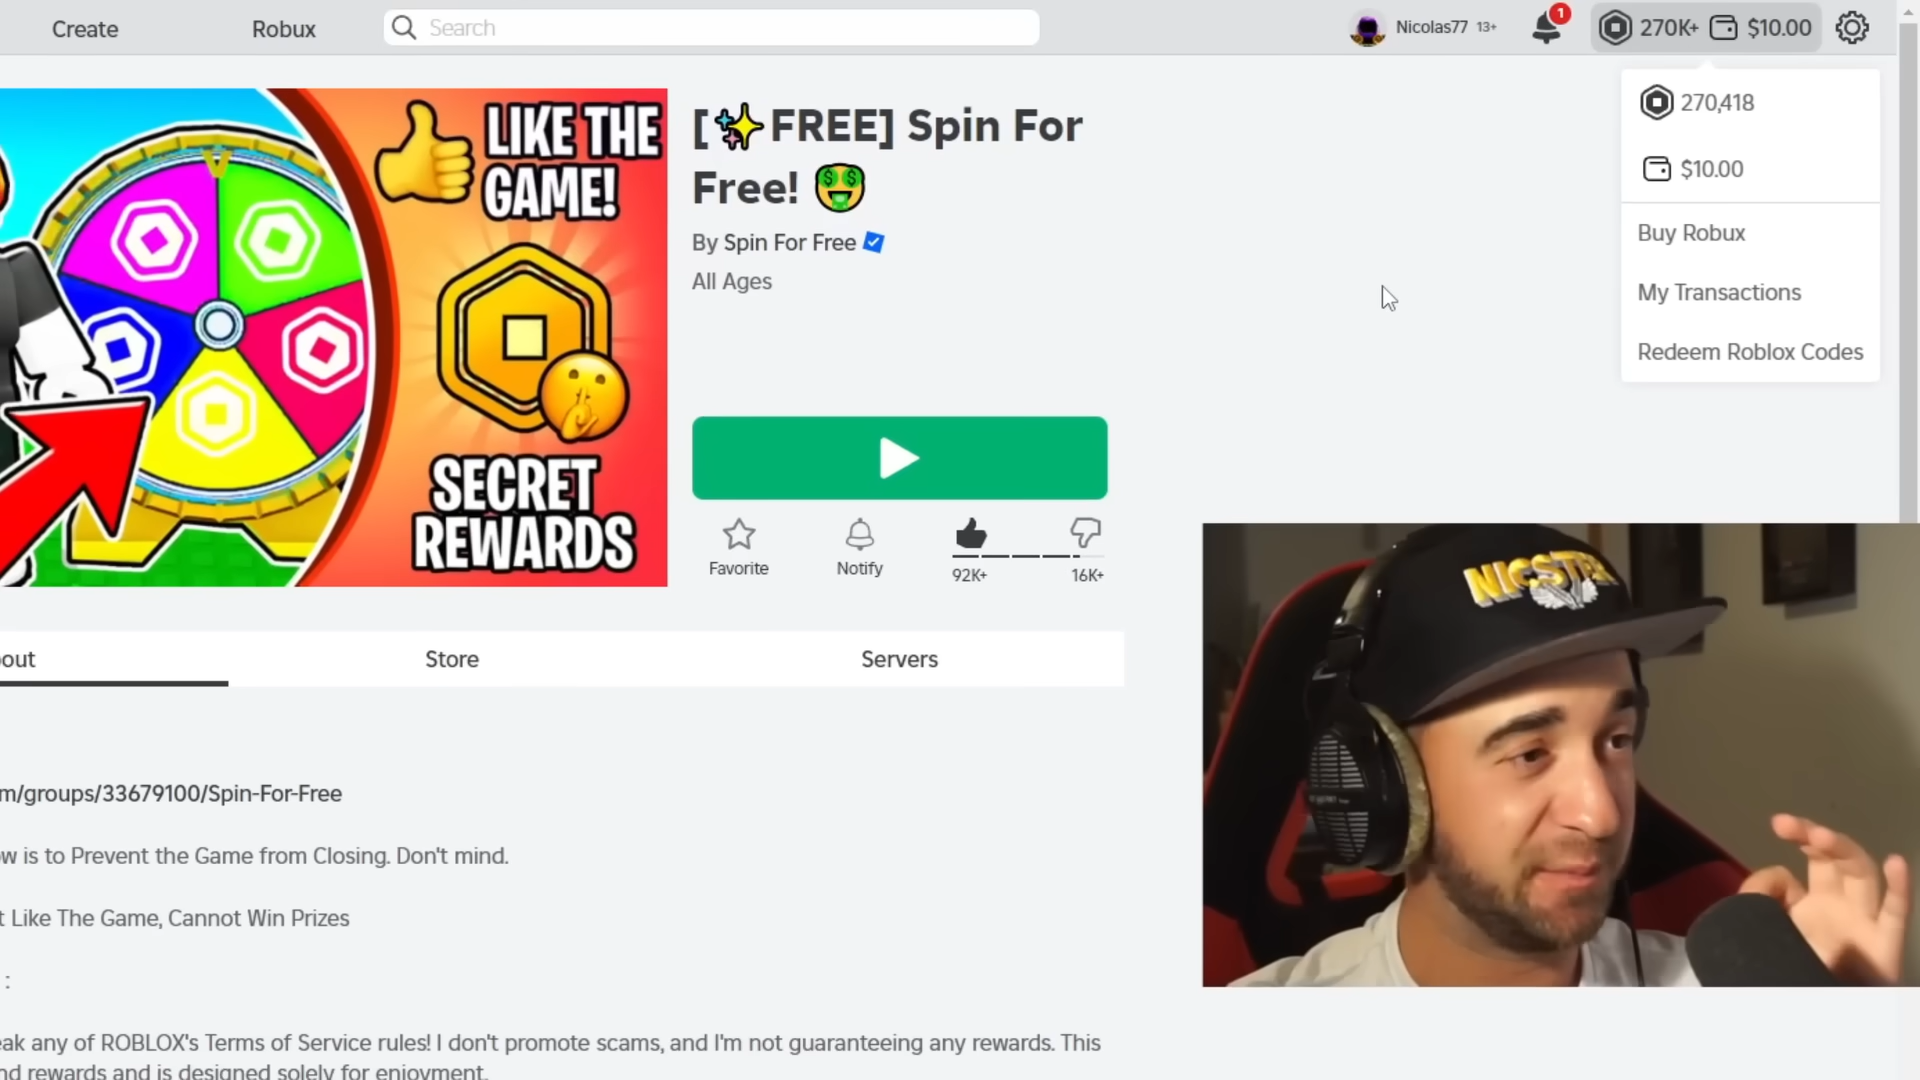 Create
Robux
Search
Nicolas77 13+
1
270K+
$10.00
270,418
$10.00
Buy Robux
My Transactions
Redeem Roblox Codes
LIKE THE
GAME!
SECRET
REWARDS
[✨FREE] Spin For
Free! 🤑
By Spin For Free
All Ages
Favorite
Notify
92K+
16K+
out
Store
Servers
m/groups/33679100/Spin-For-Free
w is to Prevent the Game from Closing. Don't mind.
t Like The Game, Cannot Win Prizes
:
ak any of ROBLOX's Terms of Service rules! I don't promote scams, and I'm not guaranteeing any rewards. This
nd rewards and is designed solely for enjoyment.